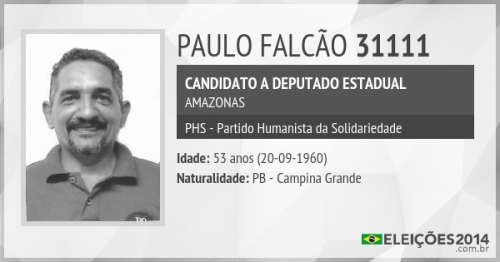 PAULO FALCÃO 31111
CANDIDATO A DEPUTADO ESTADUAL
AMAZONAS
PHS - Partido Humanista da Solidariedade
Idade: 53 anos (20-09-1960)
Naturalidade: PB - Campina Grande
ELEIÇÕES2014
.com.br